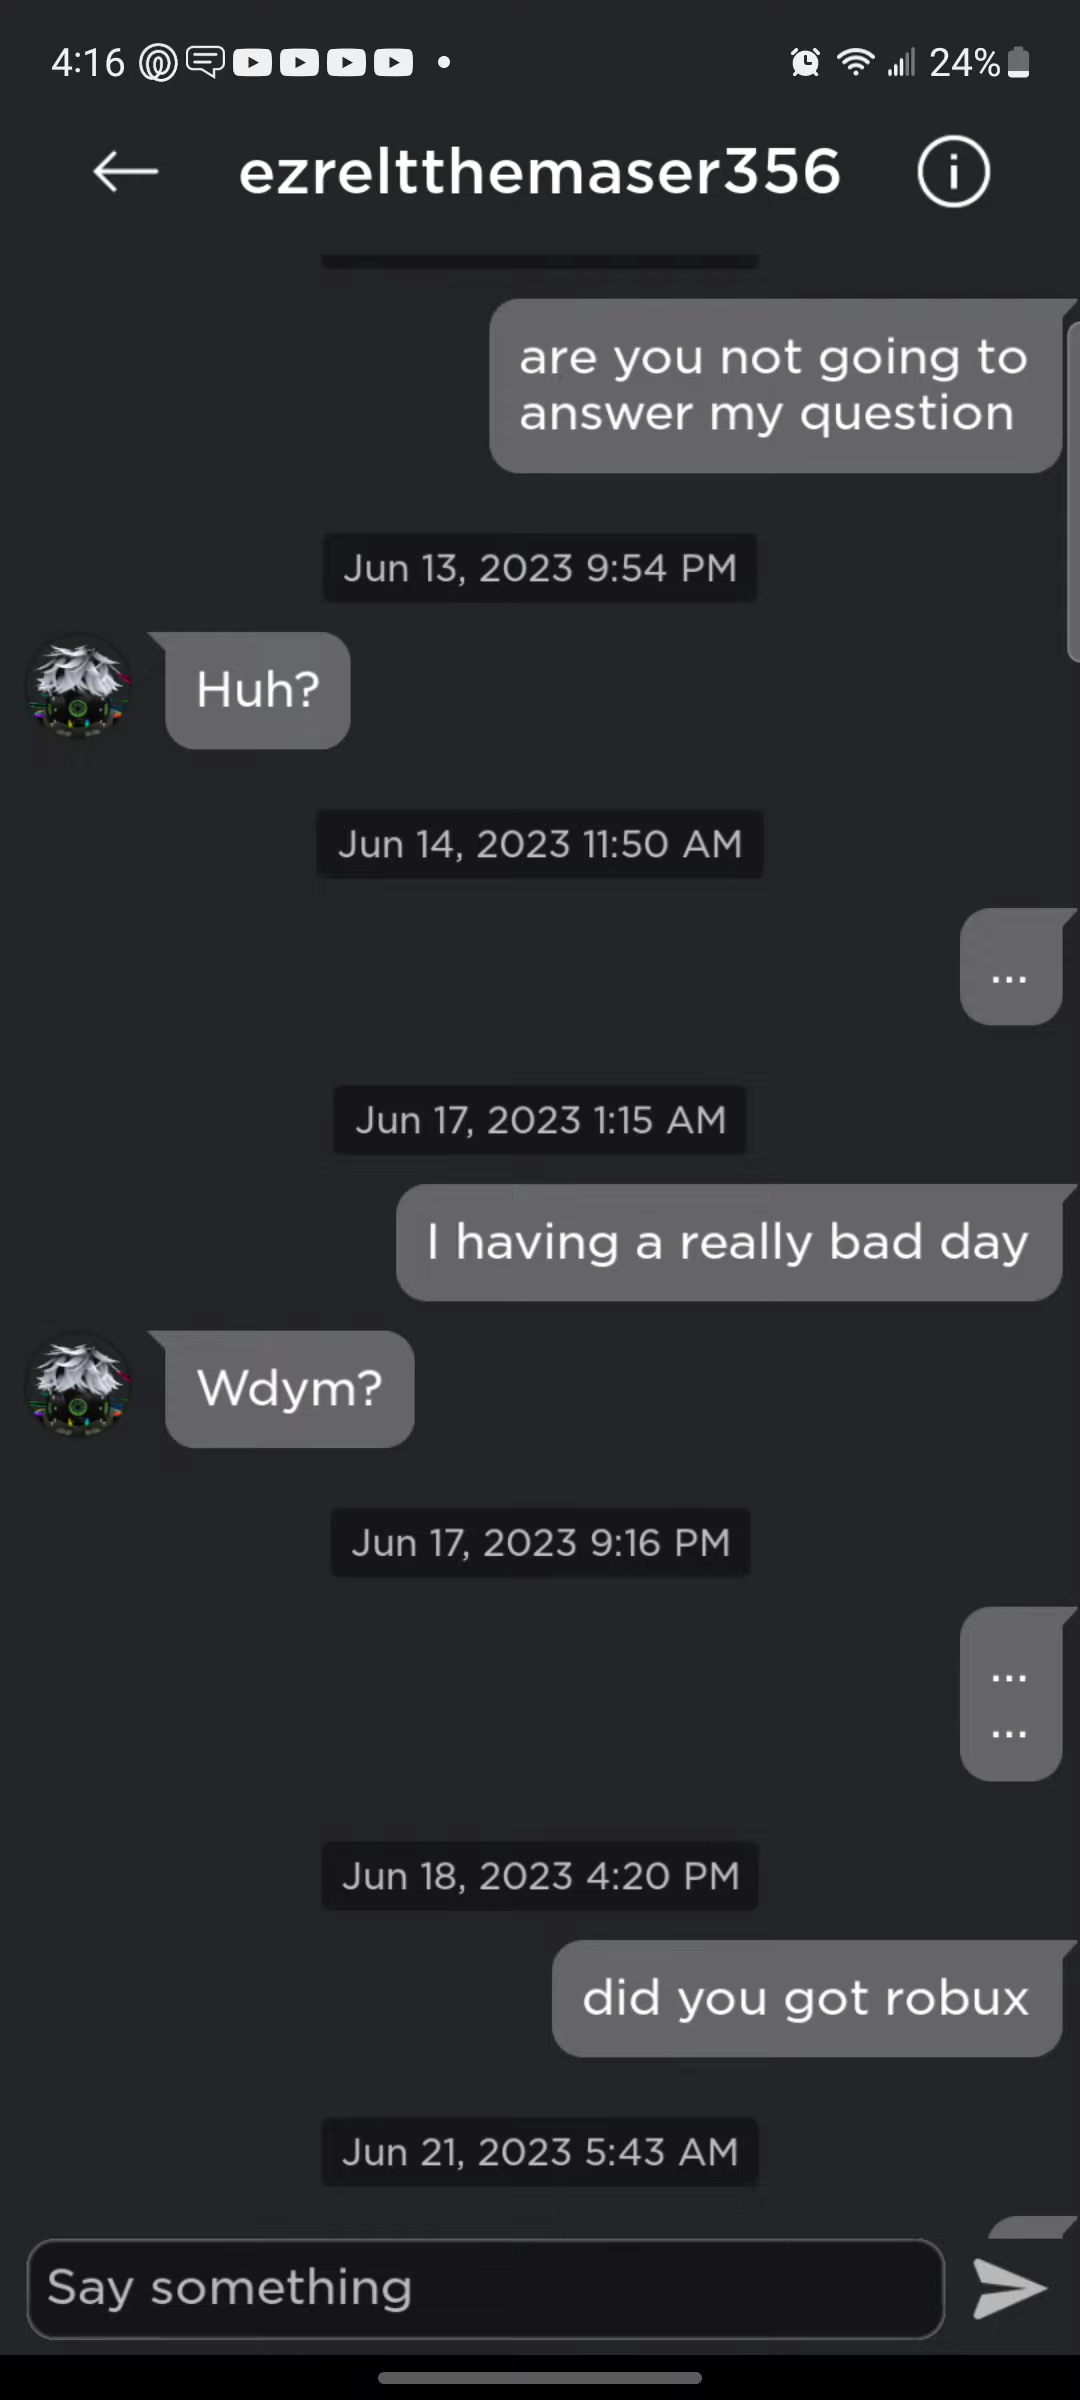 4:16
24%
ezreltthemaser356
are you not going to
answer my question
Jun 13, 2023 9:54 PM
Huh?
Jun 14, 2023 11:50 AM
...
Jun 17, 2023 1:15 AM
I having a really bad day
Wdym?
Jun 17, 2023 9:16 PM
...
...
Jun 18, 2023 4:20 PM
did you got robux
Jun 21, 2023 5:43 AM
Say something